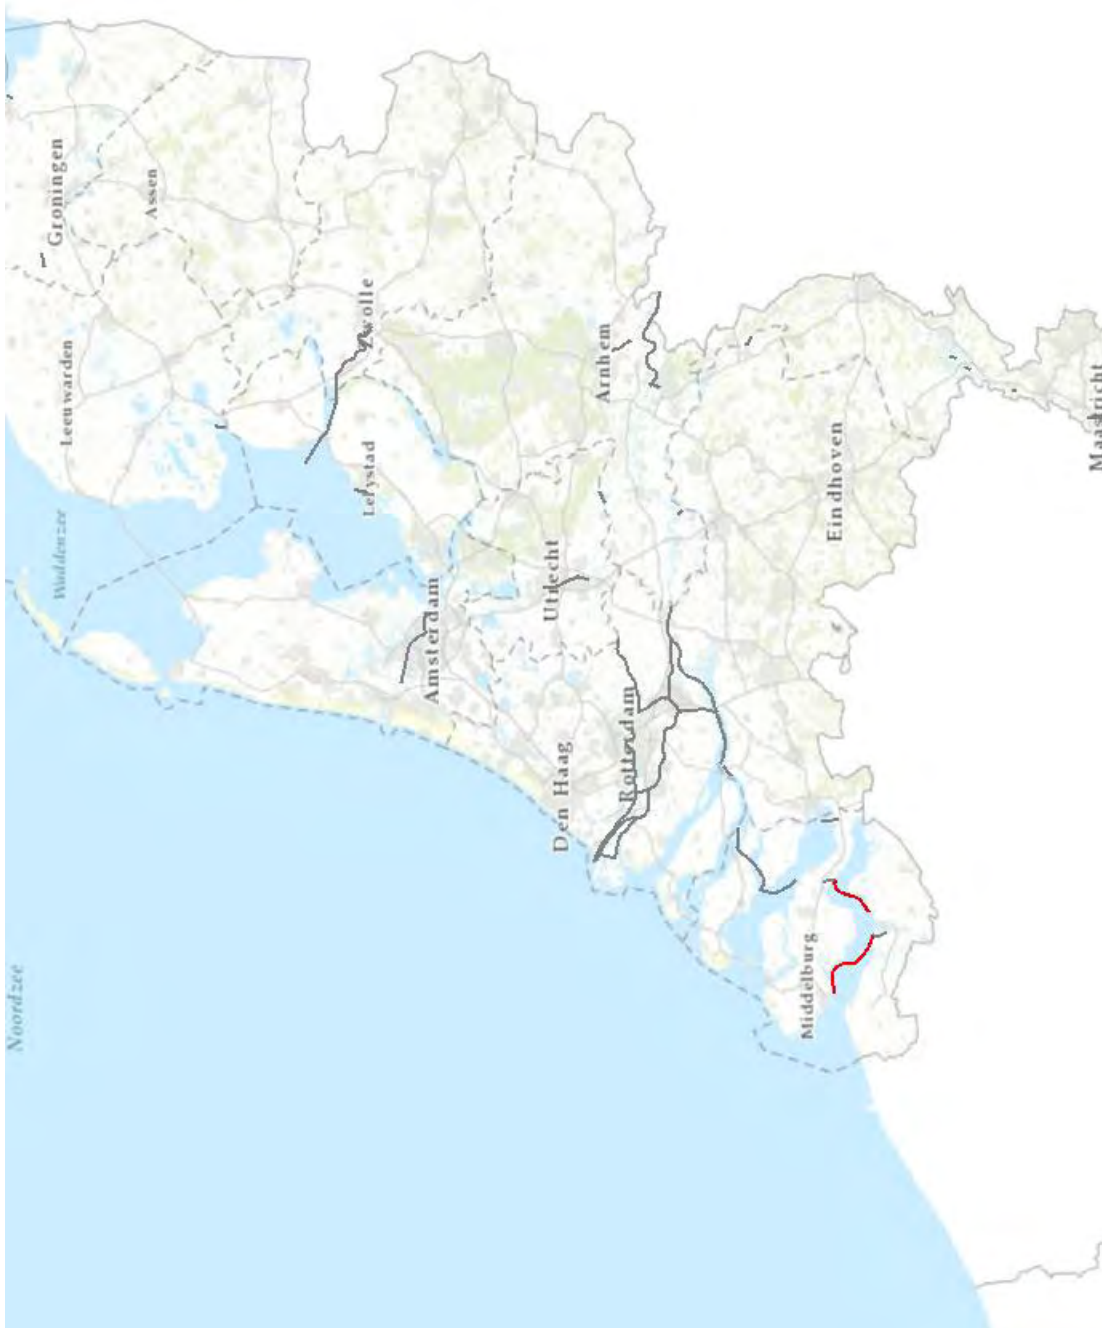 Groningen
Assen
Leeuwarden
Zwolle
Waddenzee
Lelystad
Arnhem
Amsterdam
Utrecht
Eindhoven
Maastricht
Den Haag
Rotterdam
Middelburg
Noordzee